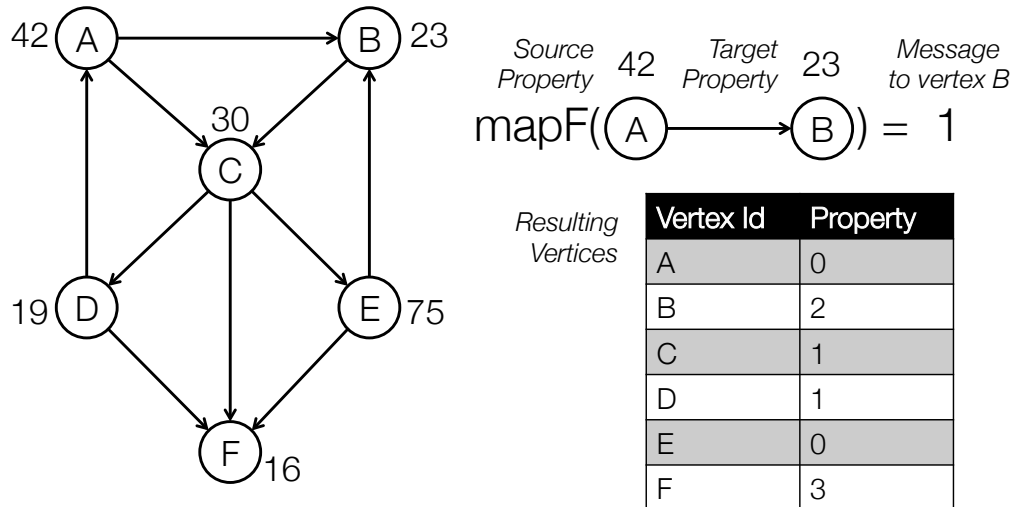 42 A B 23
30
C
19 D E 75
F 16
Source Property 42 Target Property 23 Message to vertex B
mapF( A B ) = 1
Resulting Vertices
Vertex Id Property
A 0
B 2
C 1
D 1
E 0
F 3